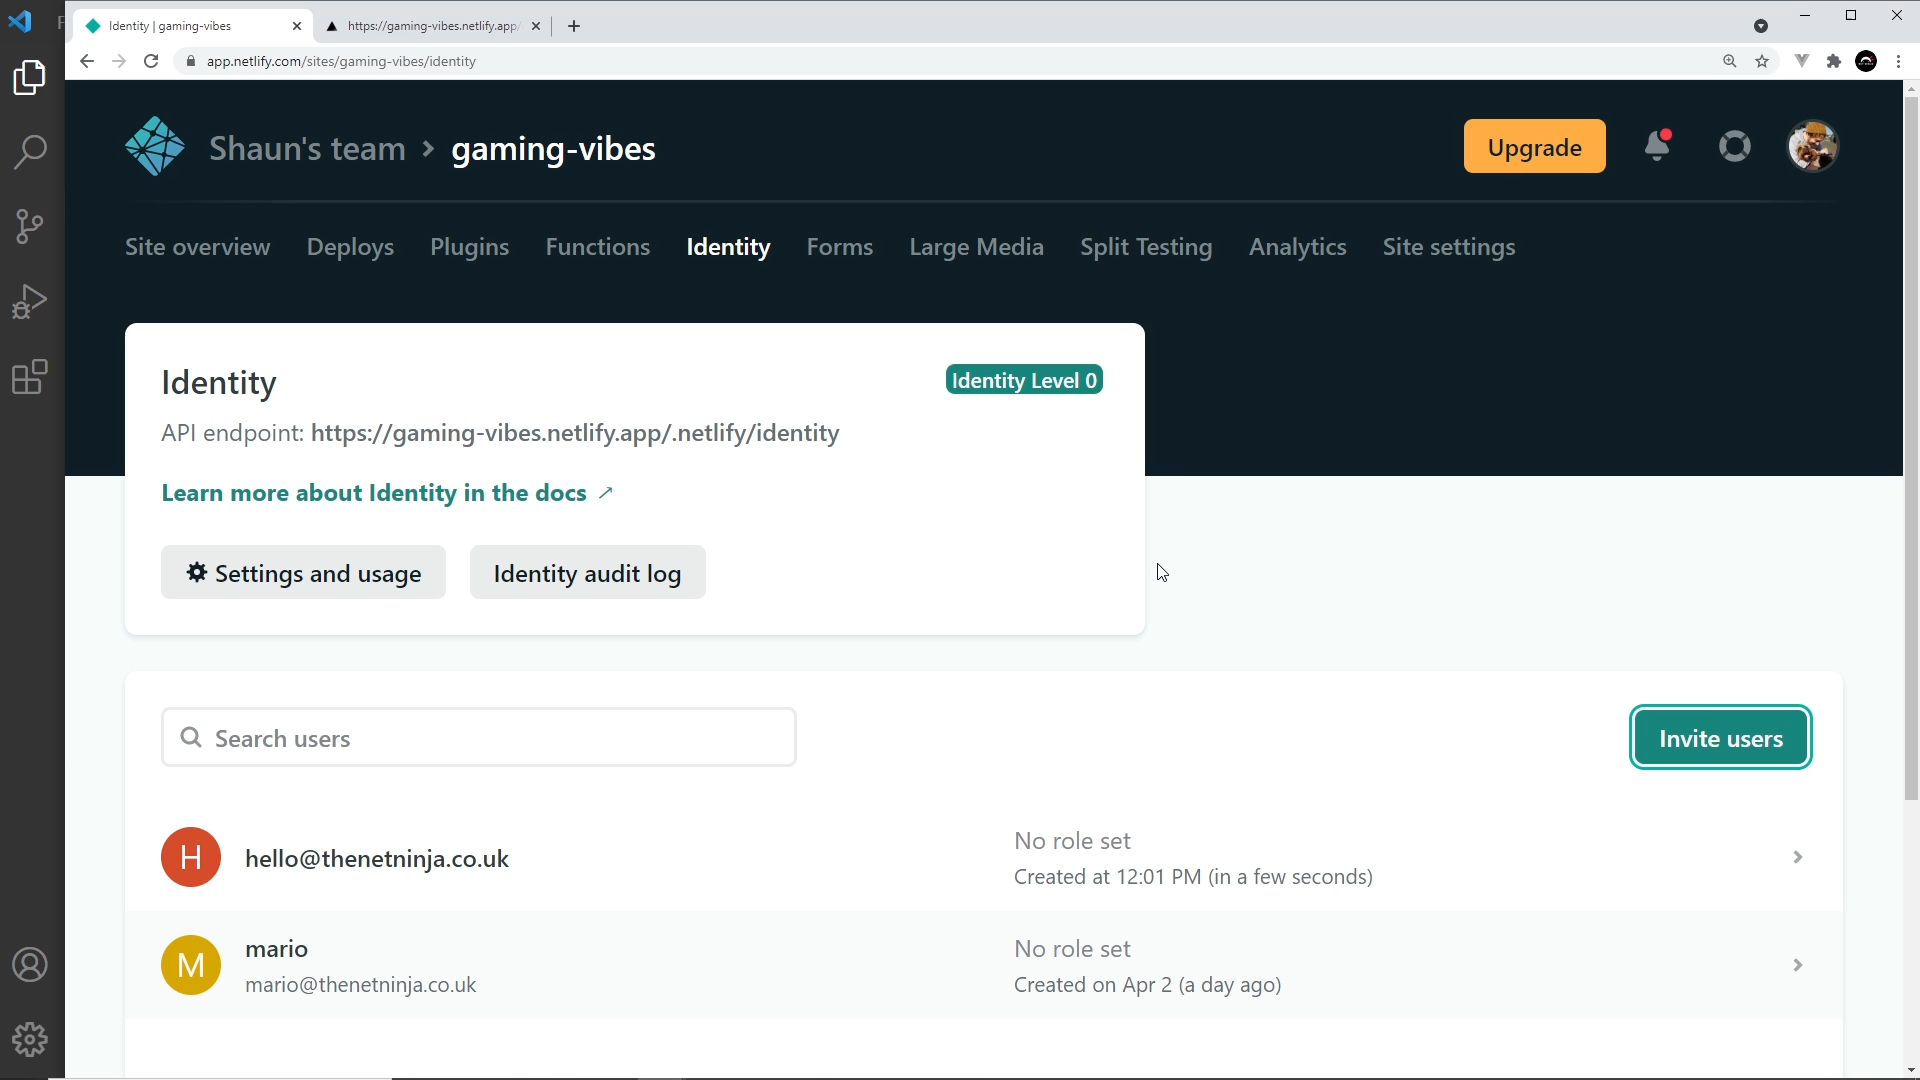 Identity | gaming-vibes
https://gaming-vibes.netlify.app/
F
app.netlify.com/sites/gaming-vibes/identity
Shaun's team > gaming-vibes
Upgrade
Site overview Deploys Plugins Functions Identity Forms Large Media Split Testing Analytics Site settings
Identity
Identity Level 0
API endpoint: https://gaming-vibes.netlify.app/.netlify/identity
Learn more about Identity in the docs
Settings and usage
Identity audit log
Search users
Invite users
H
hello@thenetninja.co.uk
No role set
Created at 12:01 PM (in a few seconds)
M
mario
mario@thenetninja.co.uk
No role set
Created on Apr 2 (a day ago)